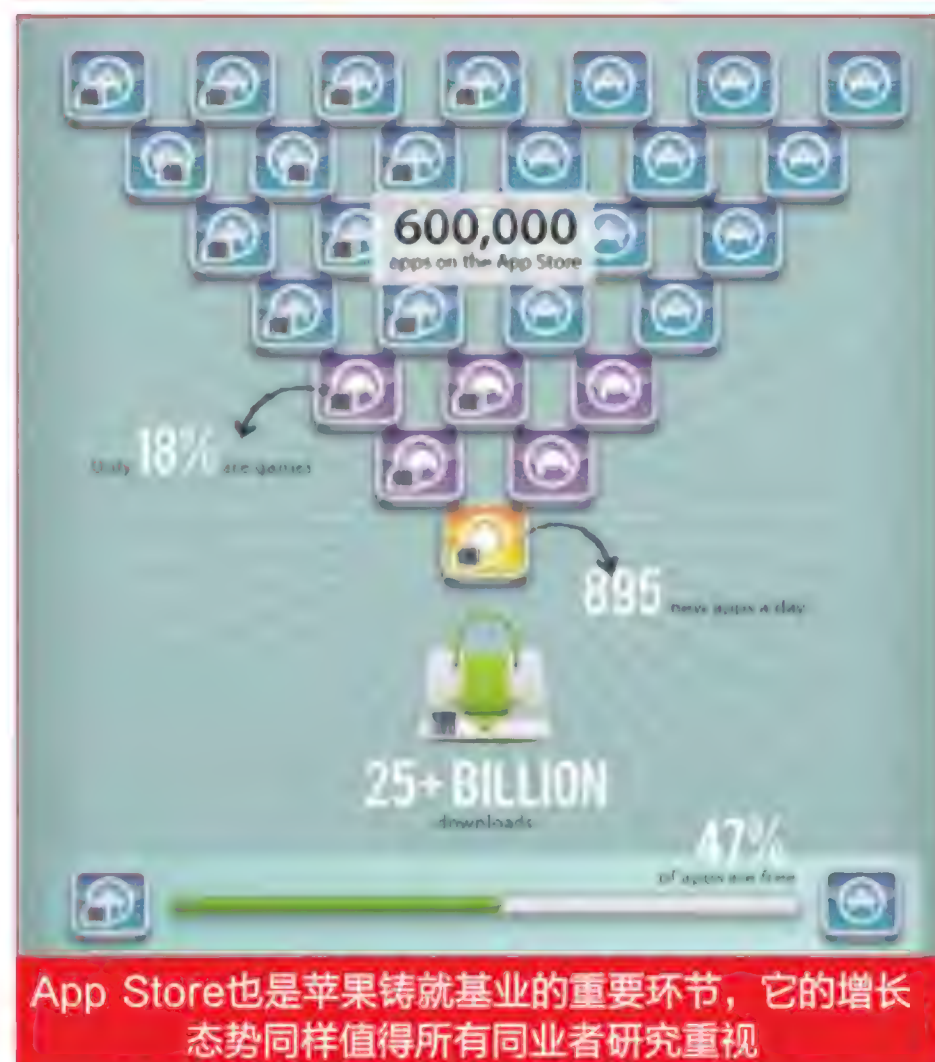 600,000
apps on the App Store
Only 18% are games
895 new apps a day
25+ BILLION
downloads
47%
of apps are free
App Store也是苹果铸就基业的重要环节，它的增长
态势同样值得所有同业者研究重视